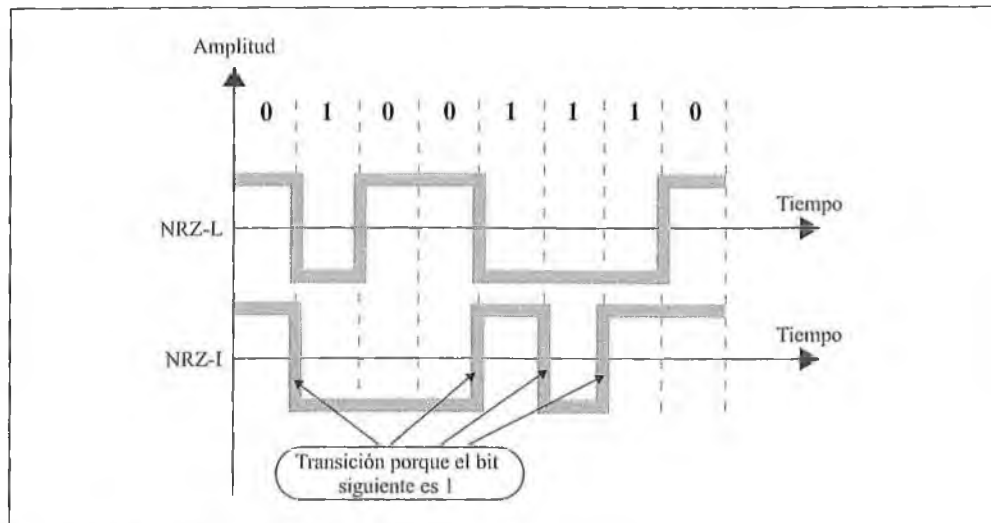 Amplitud
0 1 0 0 1 1 1 0
Tiempo
NRZ-L
Tiempo
NRZ-I
Transición porque el bit
siguiente es 1